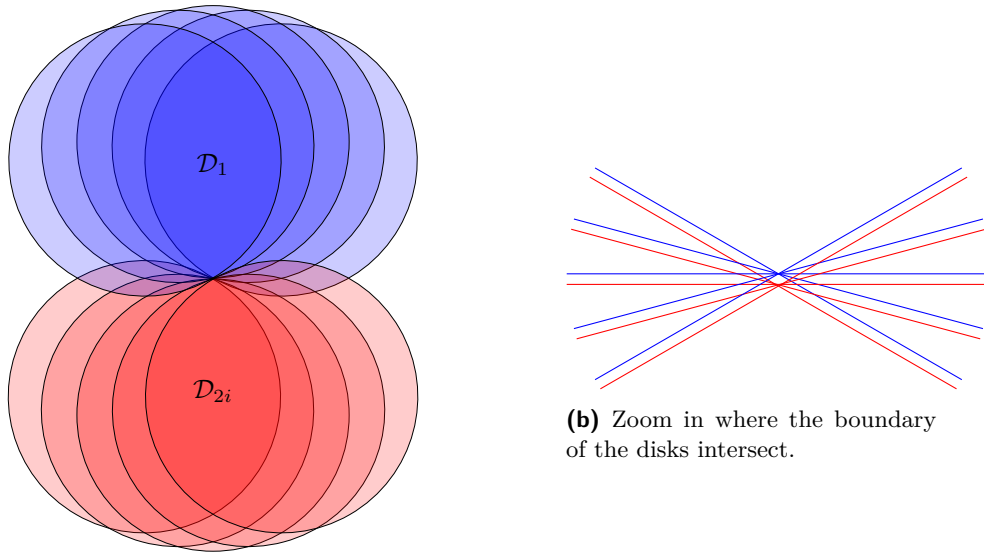 𝒟₁
𝒟₂ᵢ
(b) Zoom in where the boundary
of the disks intersect.